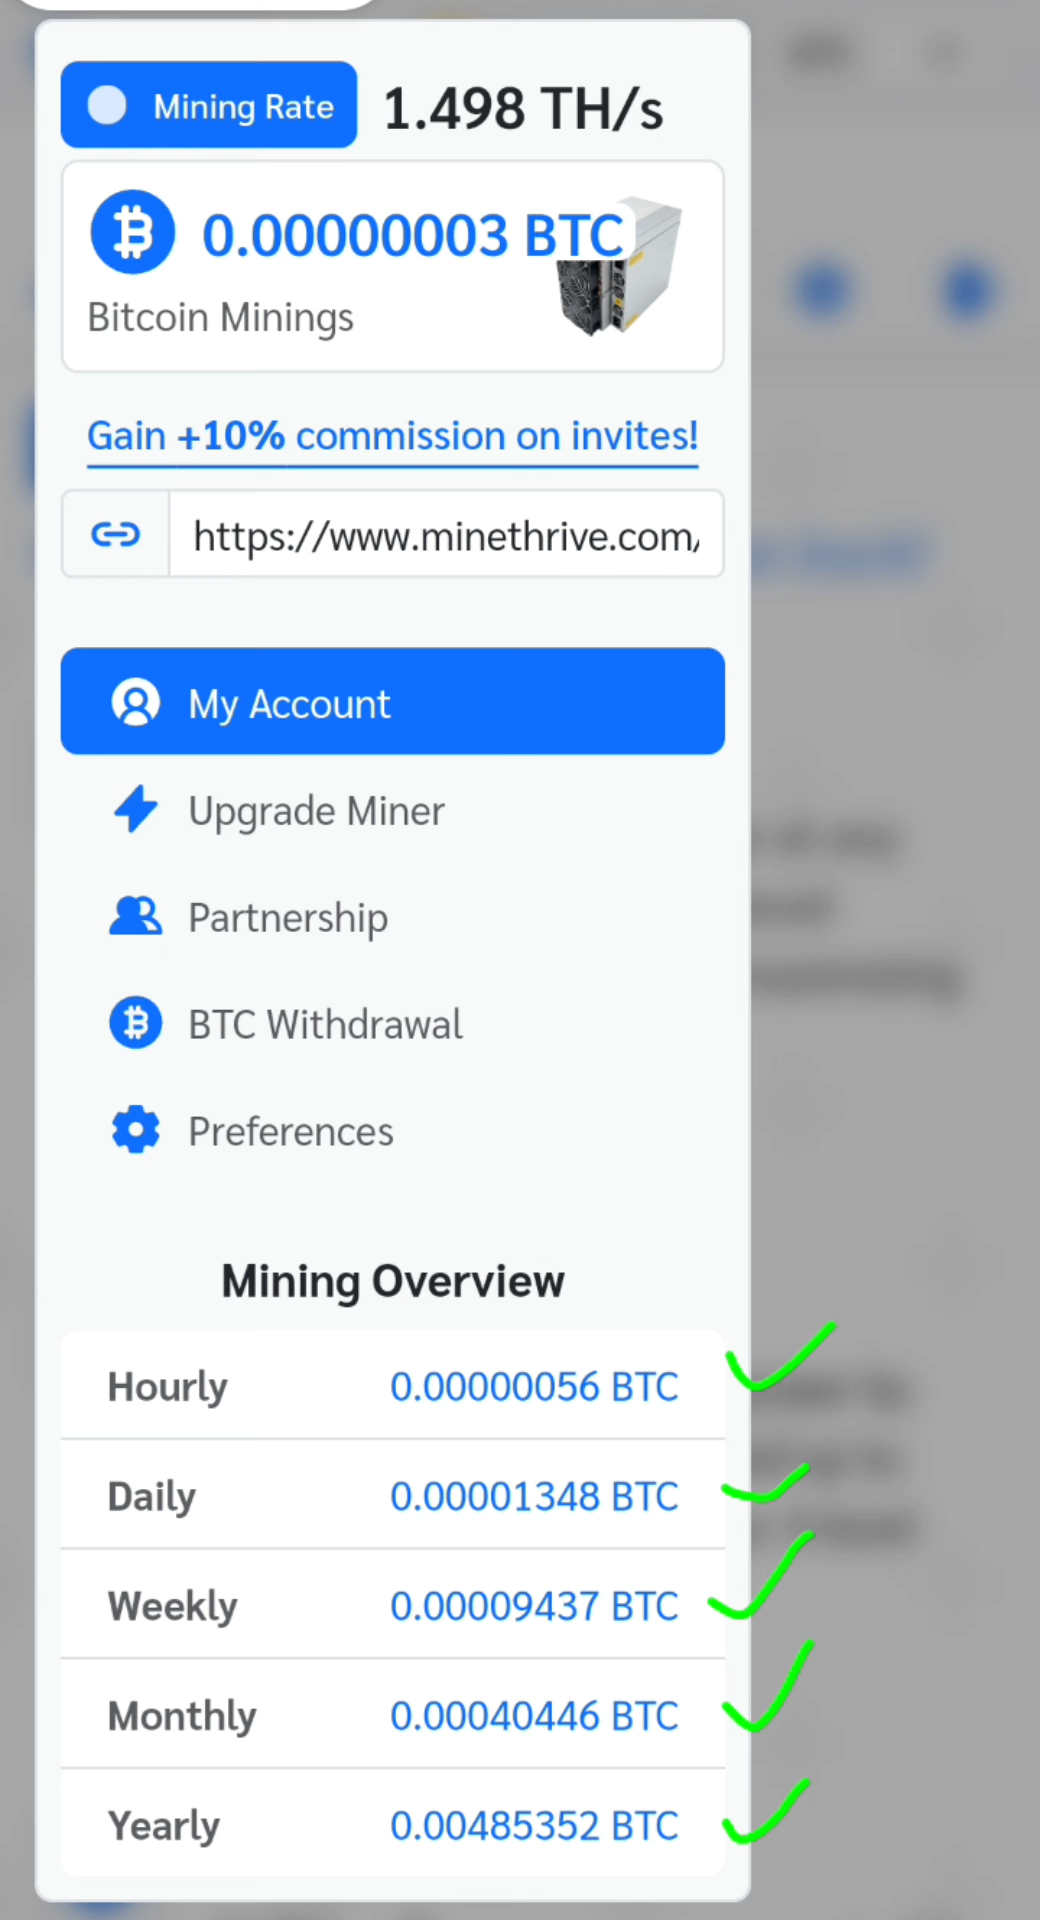 Mining Rate 1.498 TH/s
0.00000003 BTC
Bitcoin Minings
Gain +10% commission on invites!
https://www.minethrive.com/
My Account
Upgrade Miner
Partnership
BTC Withdrawal
Preferences
Mining Overview
Hourly 0.00000056 BTC
Daily 0.00001348 BTC
Weekly 0.00009437 BTC
Monthly 0.00040446 BTC
Yearly 0.00485352 BTC